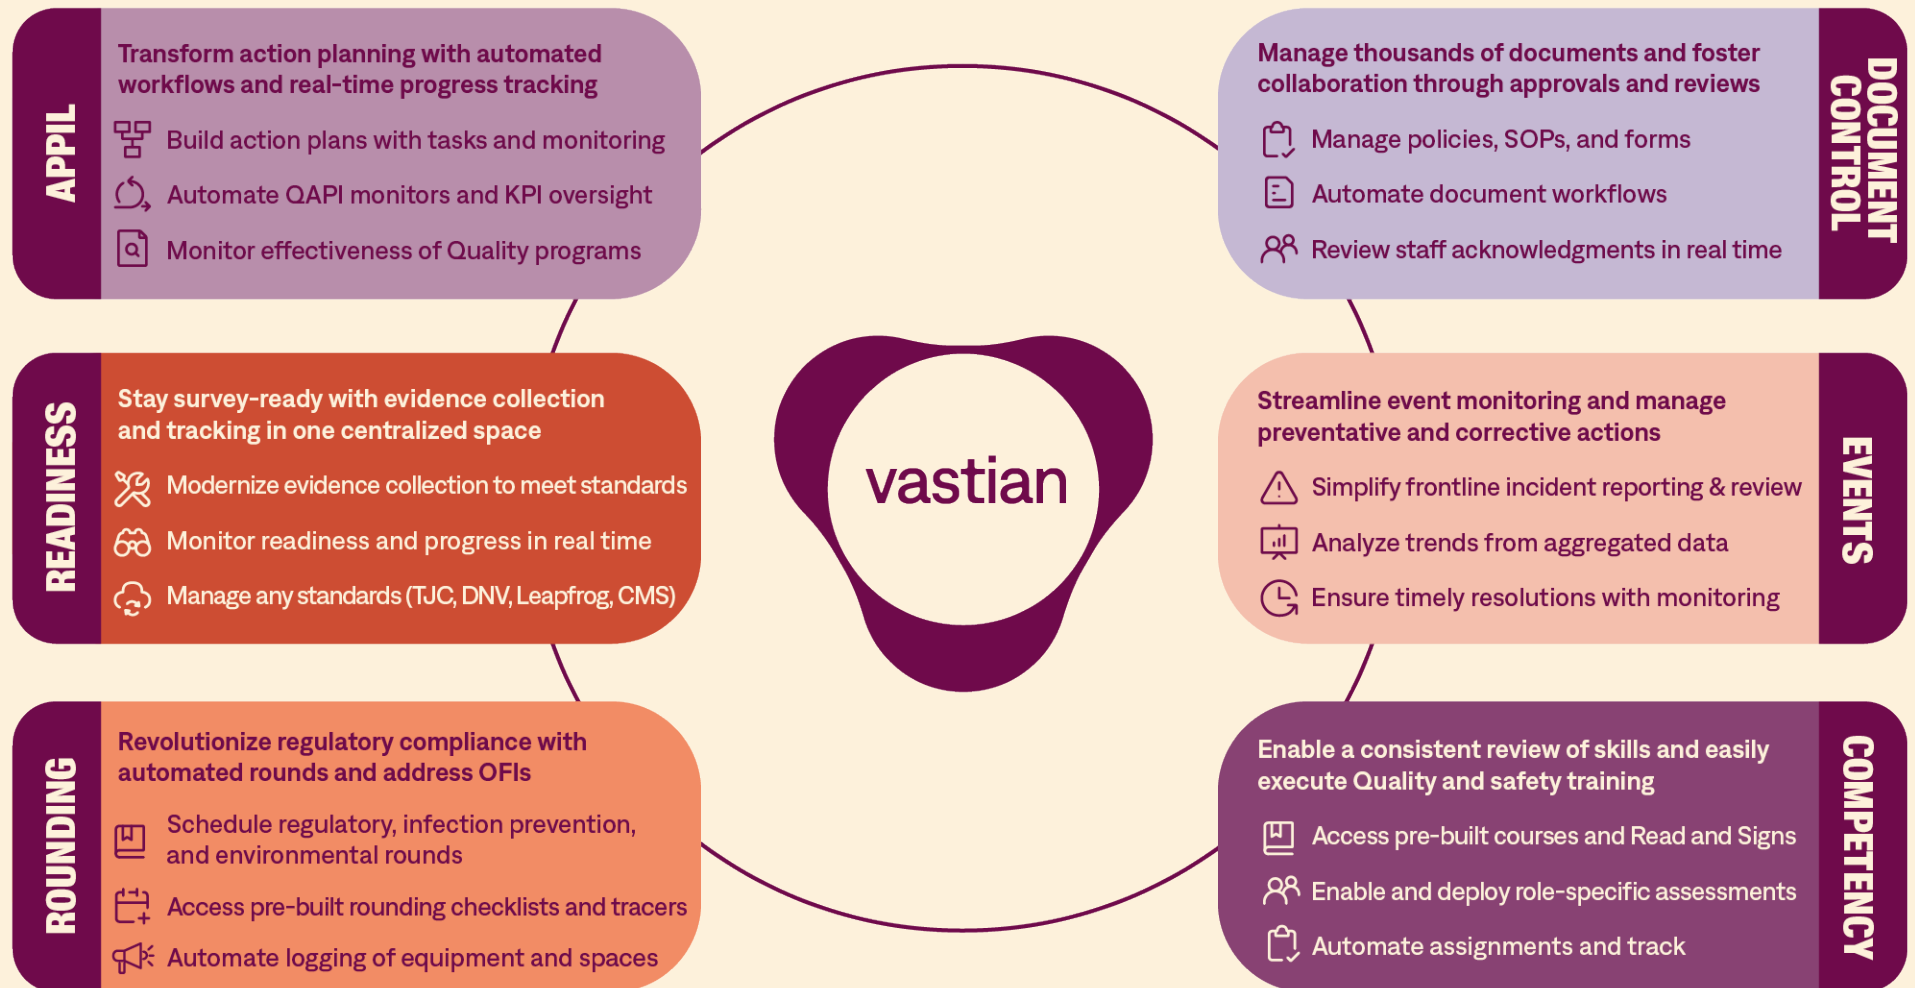 APPIL
Transform action planning with automated
workflows and real-time progress tracking
Build action plans with tasks and monitoring
Automate QAPI monitors and KPI oversight
Monitor effectiveness of Quality programs
READINESS
Stay survey-ready with evidence collection
and tracking in one centralized space
Modernize evidence collection to meet standards
Monitor readiness and progress in real time
Manage any standards (TJC, DNV, Leapfrog, CMS)
ROUNDING
Revolutionize regulatory compliance with
automated rounds and address OFIs
Schedule regulatory, infection prevention,
and environmental rounds
Access pre-built rounding checklists and tracers
Automate logging of equipment and spaces
vastian
DOCUMENT
CONTROL
Manage thousands of documents and foster
collaboration through approvals and reviews
Manage policies, SOPs, and forms
Automate document workflows
Review staff acknowledgments in real time
EVENTS
Streamline event monitoring and manage
preventative and corrective actions
Simplify frontline incident reporting & review
Analyze trends from aggregated data
Ensure timely resolutions with monitoring
COMPETENCY
Enable a consistent review of skills and easily
execute Quality and safety training
Access pre-built courses and Read and Signs
Enable and deploy role-specific assessments
Automate assignments and track